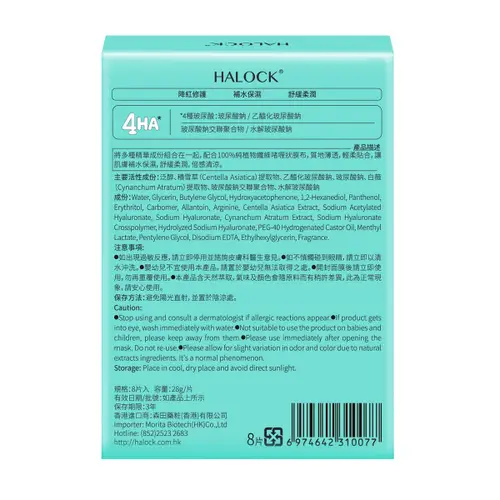 HALOCK®
降紅修護 補水保濕 舒緩柔潤
4HA* *4種玻尿酸:玻尿酸鈉/乙醯化玻尿酸鈉
玻尿酸鈉交聯聚合物/水解玻尿酸鈉
產品描述
將多種精華成份組合在一起，配合100%純植物纖維啫喱狀膜布，質地薄透，輕柔貼合，讓
肌膚補水保濕，舒緩柔潤，倍感清涼。
主要活性成份：泛醇、積雪草 (Centella Asiatica) 提取物、乙醯化玻尿酸鈉、玻尿酸鈉、白薇
(Cynanchum Atratum) 提取物、玻尿酸鈉交聯聚合物、水解玻尿酸鈉
成份：Water, Glycerin, Butylene Glycol, Hydroxyacetophenone, 1,2-Hexanediol, Panthenol,
Erythritol, Carbomer, Allantoin, Arginine, Centella Asiatica Extract, Sodium Acetylated
Hyaluronate, Sodium Hyaluronate, Cynanchum Atratum Extract, Sodium Hyaluronate
Crosspolymer, Hydrolyzed Sodium Hyaluronate, PEG-40 Hydrogenated Castor Oil, Menthyl
Lactate, Pentylene Glycol, Disodium EDTA, Ethylhexylglycerin, Fragrance.
注意事項：
●如出現過敏反應，請立即停用並諮詢皮膚科醫生意見。●如不慎觸碰到眼睛，請立即以清
水沖洗。●嬰幼兒不宜使用本產品，請置於嬰幼兒無法取得之處。●開封面膜後請立即使
用，勿再重覆使用。●本產品含天然萃取，氣味及顏色會隨原料而有稍許差異，此為正常現
象，請安心使用。
保存方法：避免陽光直射，並置於陰涼處。
Caution:
●Stop using and consult a dermatologist if allergic reactions appear ●If product gets
into eye, wash immediately with water.●Not suitable to use the product on babies and
children, please keep away from them. ●Please use immediately after opening the
mask. Do not re-use.●Please allow for slight variation in odor and color due to natural
extracts ingredients. It's a normal phenomenon.
Storage: Place in cool, dry place and avoid direct sunlight.
規格：8片入 容量：28g/片
有效日期/批號：如產品上所示
保存期限：3年
香港進口商：森田藥粧(香港)有限公司
Importer: Morita Biotech(HK)Co.,Ltd
Hotline: (852)2523 2683
http://halock.com.hk
8片
6 974642 310077